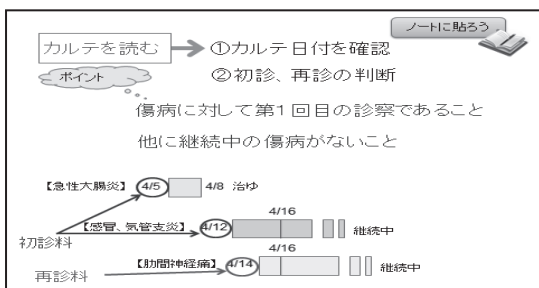 ノートに貼ろう
カルテを読む ①カルテ日付を確認
ポイント ②初診、再診の判断
傷病に対して第1回目の診察であること
他に継続中の傷病がないこと
【急性大腸炎】 4/5 4/8 治ゆ
4/16
【感冒、気管支炎】 4/12 継続中
初診料
4/16
【肋間神経痛】 4/14 継続中
再診料